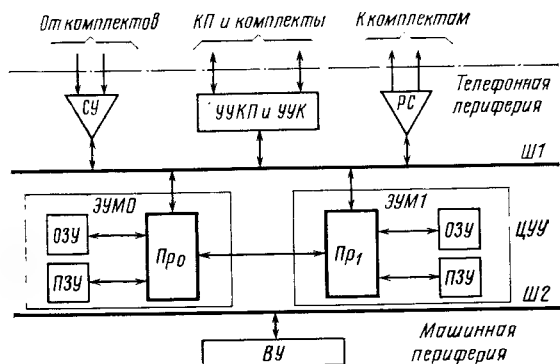 От комплектов
КП и комплекты
К комплектам
Телефонная
периферия
СУ
УУКП и УУК
РС
Ш1
ЭУМ0
ЭУМ1
ЦУУ
ОЗУ
ПЗУ
Пр0
Пр1
ОЗУ
ПЗУ
Ш2
Машинная
периферия
ВУ